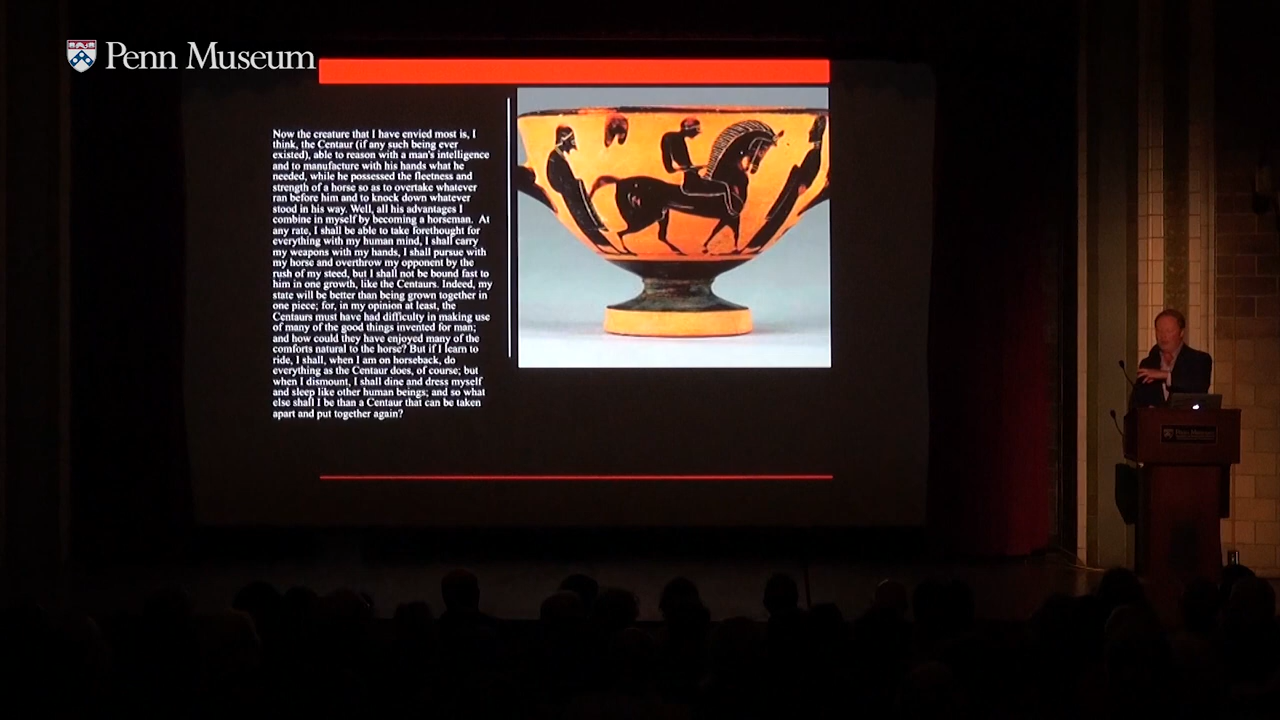 Penn Museum
Now the creature that I have envied most is, I
think, the Centaur (if any such being ever
existed), able to reason with a man's intelligence
and to manufacture with his hands what he
needed, while he possessed the fleetness and
strength of a horse so as to overtake whatever
ran before him and to knock down whatever
stood in his way. Well, all his advantages I
combine in myself by becoming a horseman. At
any rate, I shall be able to take forethought for
everything with my human mind, I shall carry
my weapons with my hands, I shall pursue with
my horse and overthrow my opponent by the
rush of my steed, but I shall not be bound fast to
him in one growth, like the Centaurs. Indeed, my
state will be better than being grown together in
one piece; for, in my opinion at least, the
Centaurs must have had difficulty in making use
of many of the good things invented for man;
and how could they have enjoyed many of the
comforts natural to the horse? But if I learn to
ride, I shall, when I am on horseback, do
everything as the Centaur does, of course; but
when I dismount, I shall dine and dress myself
and sleep like other human beings; and so what
else shall I be than a Centaur that can be taken
apart and put together again?
Penn Museum